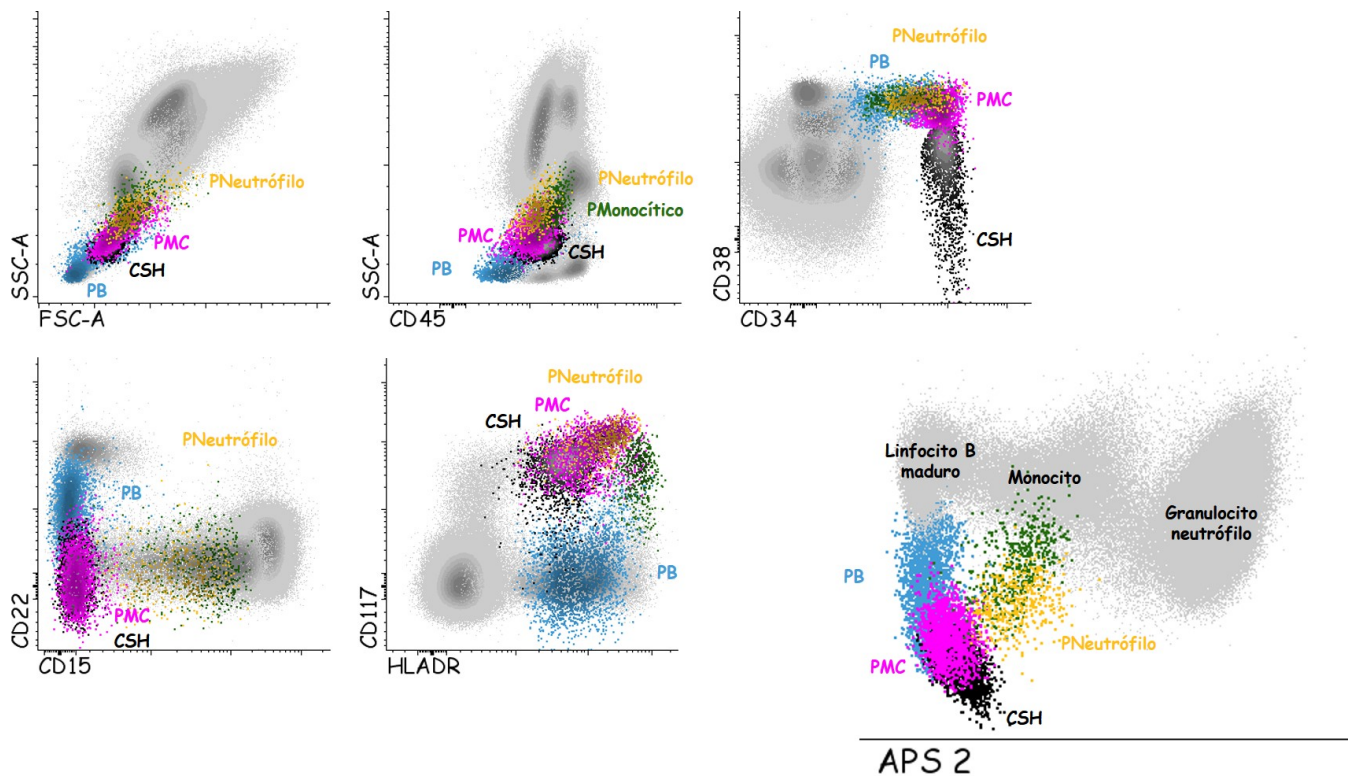 SSC-A
PNeutrófilo
PMC
CSH
PB
FSC-A
SSC-A
PNeutrófilo
PMonocítico
PMC
CSH
PB
CD45
CD38
PNeutrófilo
PB
PMC
CSH
CD34
CD22
PNeutrófilo
PB
PMC
CSH
CD15
CD117
PNeutrófilo
PMC
CSH
PB
HLADR
Linfocito B
maduro
Monocito
Granulocito
neutrófilo
PB
PNeutrófilo
PMC
CSH
APS 2